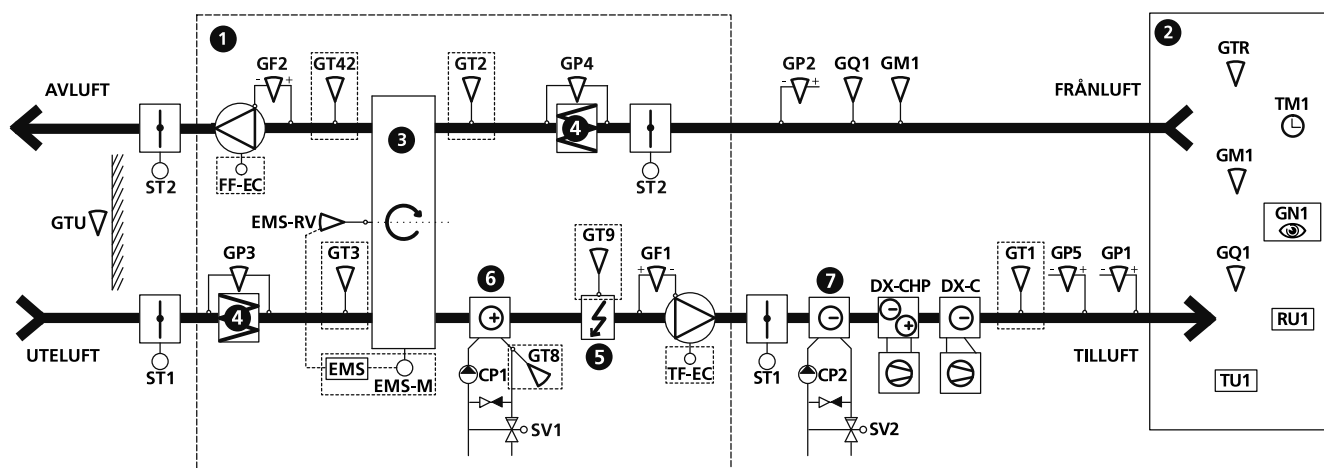 1
2
GF2
GT42
GT2
GP4
GP2
GQ1
GM1
GTR
- +
- +
- +
AVLUFT
FRÅNLUFT
TM1
4
3
ST2
FF-EC
ST2
GM1
GTU
EMS-RV
GN1
GP3
GT3
GT9
GF1
GT1
GP5
GP1
GQ1
- +
6
+ -
7
DX-CHP
DX-C
- +
- +
4
+
-
-
+
-
UTELUFT
5
TILLUFT
RU1
ST1
EMS
EMS-M
CP1
GT8
TF-EC
ST1
CP2
TU1
SV1
SV2